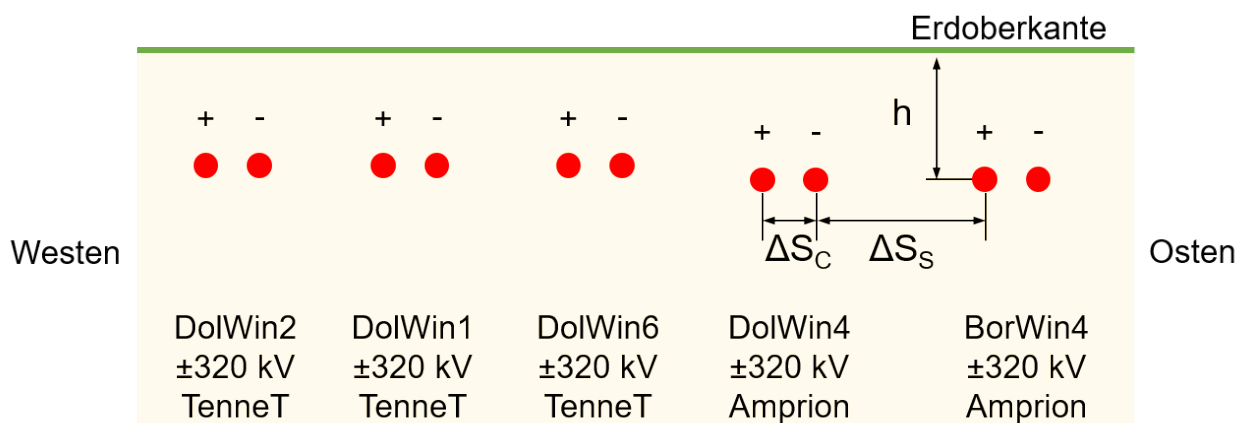 Erdoberkante
h
+ - + - + - + - + -
ΔS_C ΔS_S
Westen
Osten
DolWin2 DolWin1 DolWin6 DolWin4 BorWin4
±320 kV ±320 kV ±320 kV ±320 kV ±320 kV
TenneT TenneT TenneT Amprion Amprion